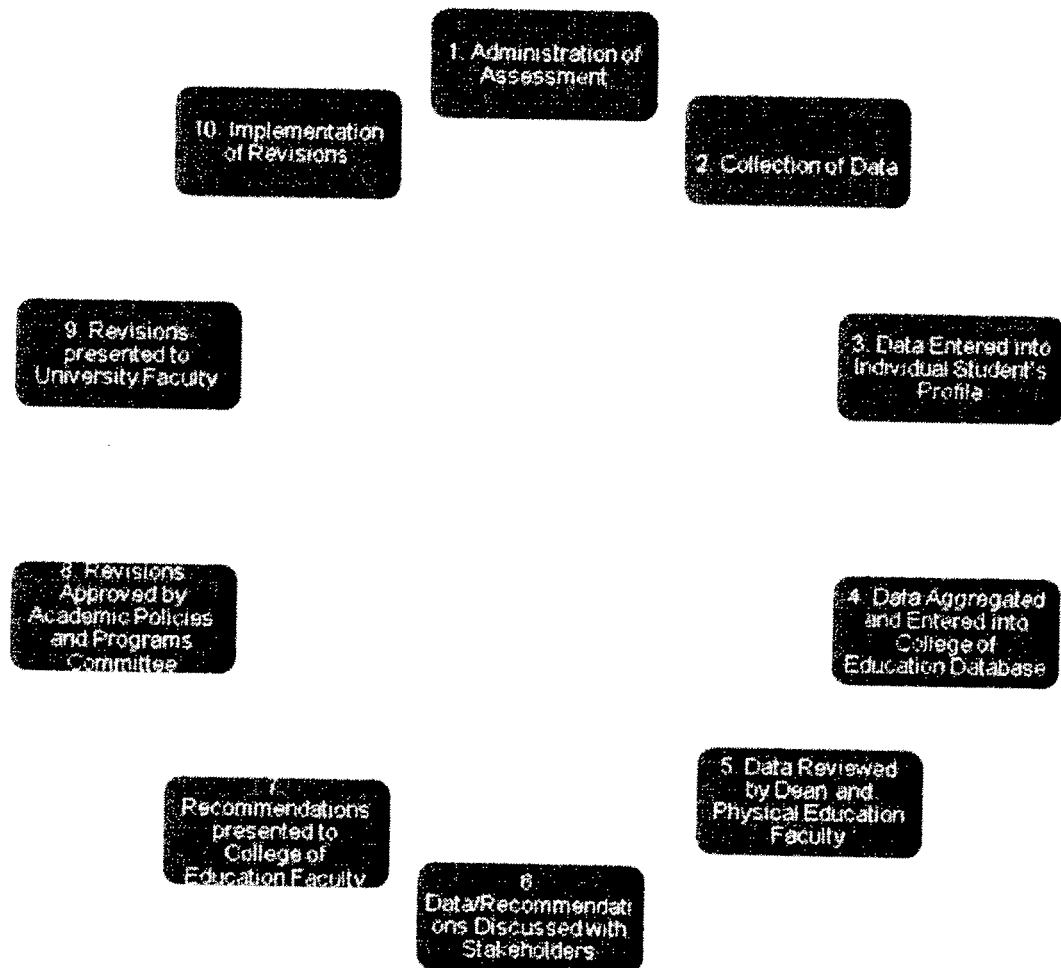 1. Administration of
Assessment
2. Collection of Data
3. Data Entered into
Individual Student's
Profile
4. Data Aggregated
and Entered into
College of
Education Database
5. Data Reviewed
by Dean and
Physical Education
Faculty
6
Data/Recommendati
ons Discussed with
Stakeholders
7
Recommendations
presented to
College of
Education Faculty
8. Revisions
Approved by
Academic Policies
and Programs
Committee
9. Revisions
presented to
University Faculty
10. Implementation
of Revisions